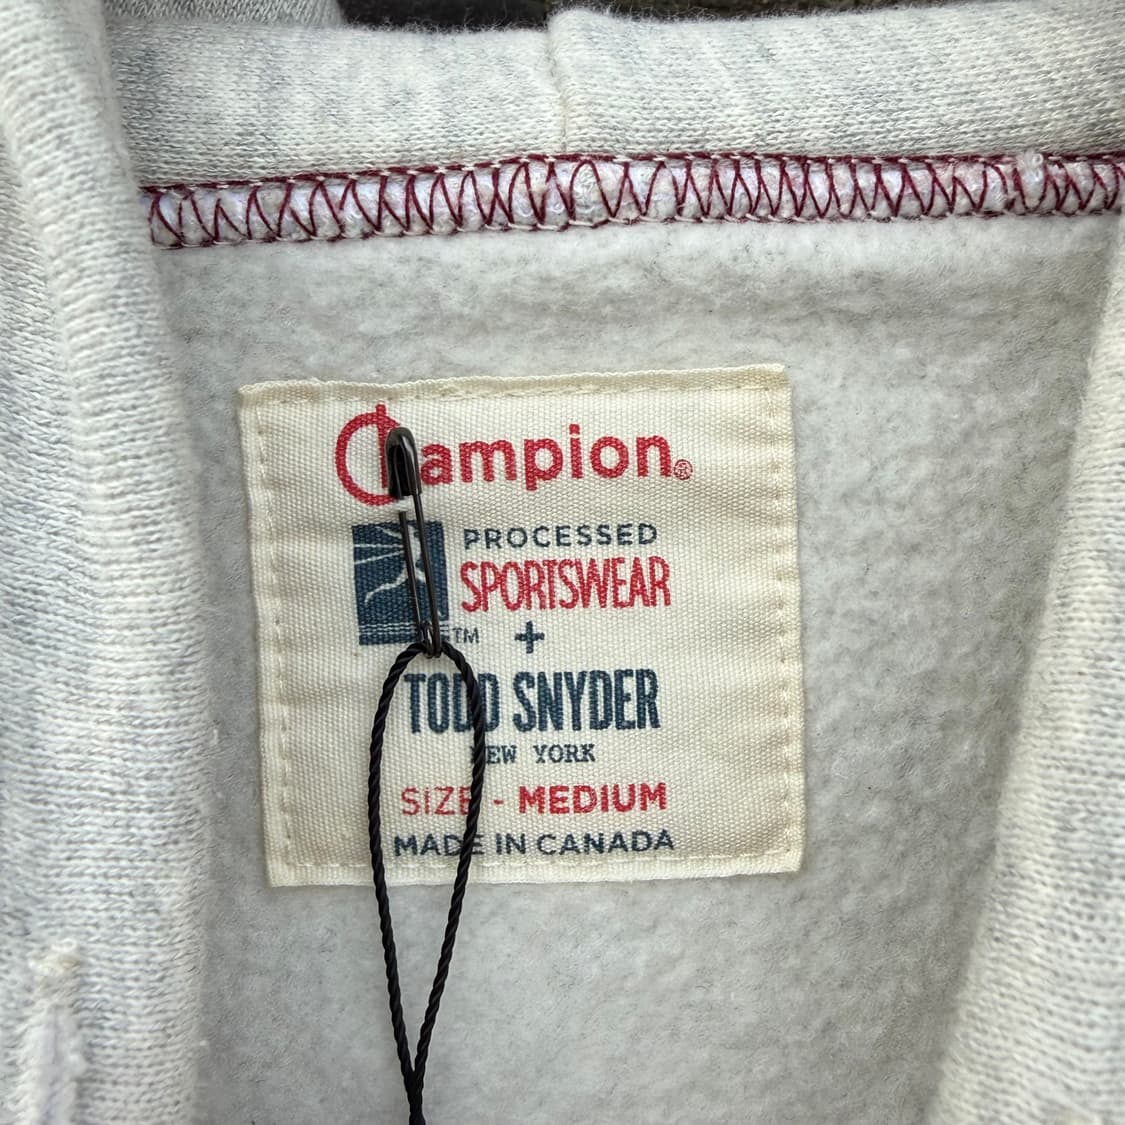 Champion®
PROCESSED
SPORTSWEAR
TM +
TODD SNYDER
NEW YORK
SIZE - MEDIUM
MADE IN CANADA